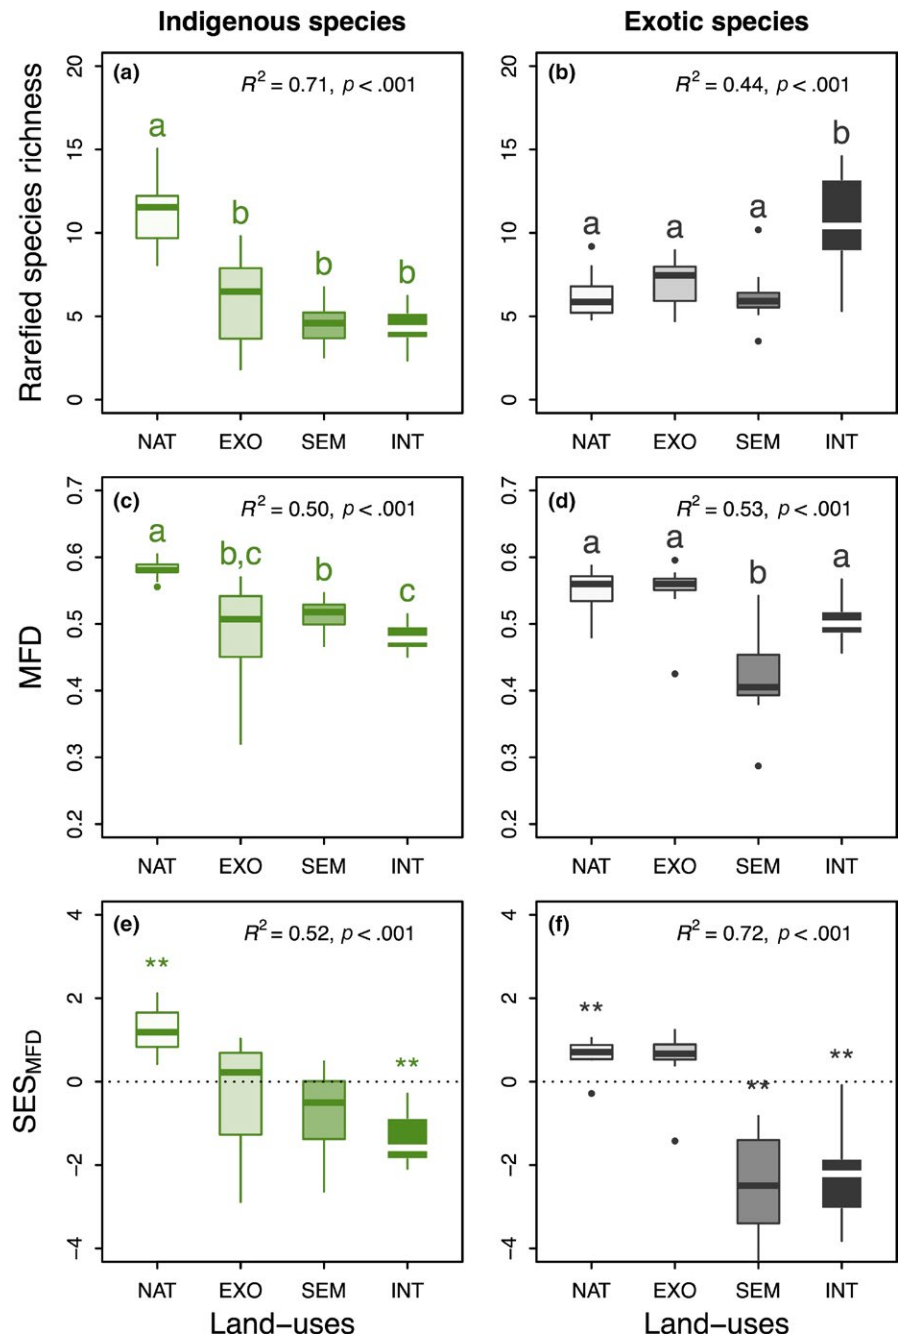 Indigenous species
Exotic species
Rarefied species richness
(a)
R² = 0.71, p < .001
20
15
10
5
0
a
b
b
b
NAT EXO SEM INT
(b)
R² = 0.44, p < .001
20
15
10
5
0
a
a
a
b
NAT EXO SEM INT
MFD
(c)
R² = 0.50, p < .001
0.7
0.6
0.5
0.4
0.3
0.2
a
b,c
b
c
NAT EXO SEM INT
(d)
R² = 0.53, p < .001
0.7
0.6
0.5
0.4
0.3
0.2
a
a
b
a
NAT EXO SEM INT
SESMFD
(e)
R² = 0.52, p < .001
4
2
0
−2
−4
**
**
NAT EXO SEM INT
Land−uses
(f)
R² = 0.72, p < .001
4
2
0
−2
−4
**
**
**
NAT EXO SEM INT
Land−uses